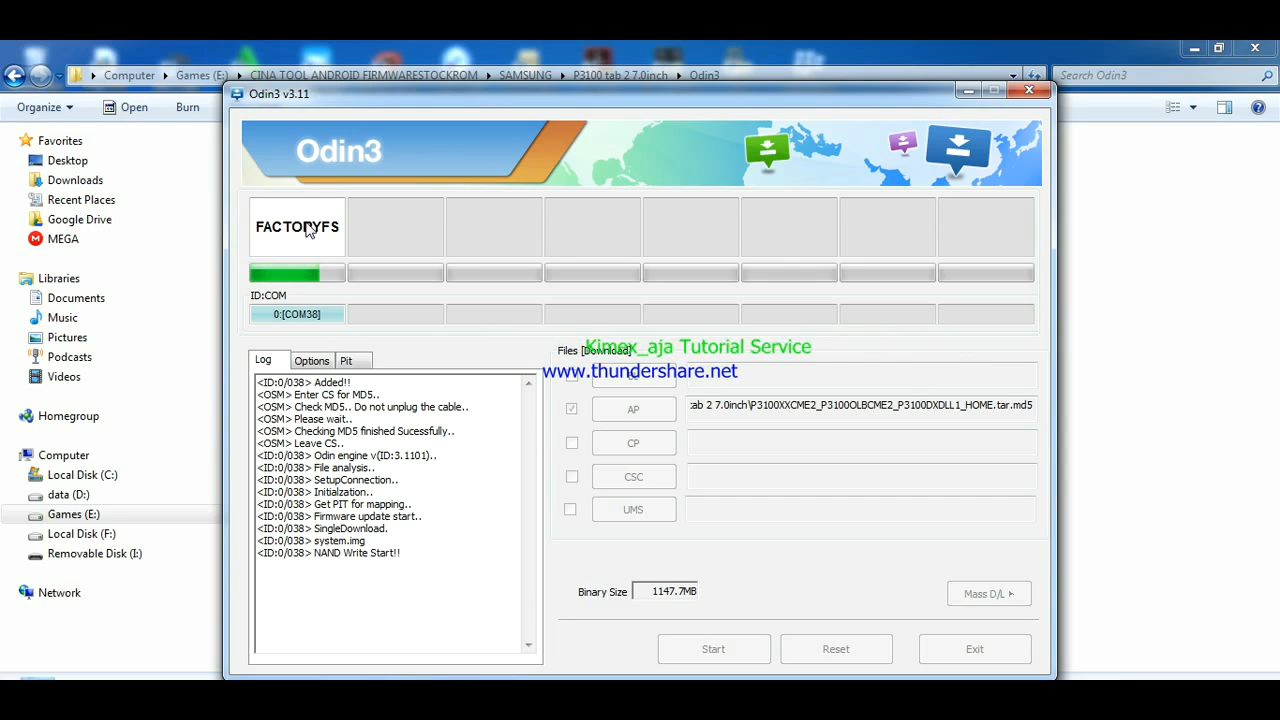 Computer ▸ Games (E:) ▸ CINA TOOL ANDROID FIRMWARESTOCKROM ▸ SAMSUNG ▸ P3100 tab 2 7.0inch ▸ Odin3
Search Odin3
Organize
Open
Burn
Favorites
Desktop
Downloads
Recent Places
Google Drive
MEGA
Libraries
Documents
Music
Pictures
Podcasts
Videos
Homegroup
Computer
Local Disk (C:)
data (D:)
Games (E:)
Local Disk (F:)
Removable Disk (I:)
Network
Odin3 v3.11
Odin3
FACTORYFS
ID:COM
0:[COM38]
Log
Options
Pit
<ID:0/038> Added!!
<OSM> Enter CS for MD5..
<OSM> Check MD5.. Do not unplug the cable..
<OSM> Please wait..
<OSM> Checking MD5 finished Sucessfully..
<OSM> Leave CS..
<ID:0/038> Odin engine v(ID:3.1101)..
<ID:0/038> File analysis..
<ID:0/038> SetupConnection..
<ID:0/038> Initialzation..
<ID:0/038> Get PIT for mapping..
<ID:0/038> Firmware update start..
<ID:0/038> SingleDownload.
<ID:0/038> system.img
<ID:0/038> NAND Write Start!!
Files [Download]
Kimex_aja Tutorial Service
www.thundershare.net
AP
:tab 2 7.0inch\P3100XXCME2_P3100OLBCME2_P3100DXDLL1_HOME.tar.md5
CP
CSC
UMS
Binary Size
1147.7MB
Mass D/L ▸
Start
Reset
Exit